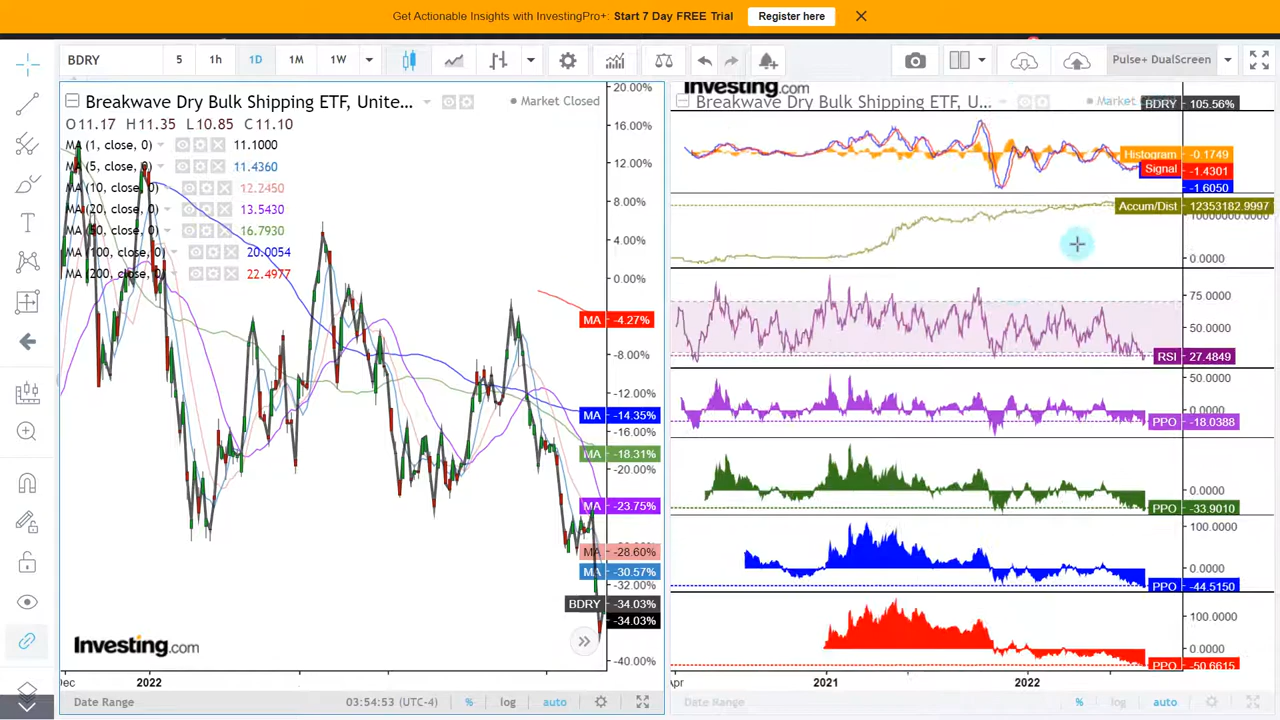 Get Actionable Insights with InvestingPro+: Start 7 Day FREE Trial Register here
BDRY 5 1h 1D 1M 1W Pulse+ DualScreen
Breakwave Dry Bulk Shipping ETF, Unite... Market Closed
O11.17 H11.35 L10.85 C11.10
MA (1, close, 0) 11.1000
MA (5, close, 0) 11.4360
MA (10, close, 0) 12.2450
MA (20, close, 0) 13.5430
MA (50, close, 0) 16.7930
MA (100, close, 0) 20.0054
MA (200, close, 0) 22.4977
20.00%
16.00%
12.00%
8.00%
4.00%
0.00%
MA -4.27%
-8.00%
-12.00%
MA -14.35%
-16.00%
MA -18.31%
-20.00%
MA -23.75%
MA -28.60%
MA -30.57%
-32.00%
BDRY -34.03%
-34.03%
-40.00%
Investing.com
Dec 2022
Date Range 03:54:53 (UTC-4) % log auto
Investing.com
Breakwave Dry Bulk Shipping ETF, U... Market
BDRY 105.56%
Histogram -0.1749
Signal -1.4301
-1.6050
Accum/Dist 12353182.9997
10000000.0000
0.0000
75.0000
50.0000
RSI 27.4849
50.0000
0.0000
PPO -18.0388
0.0000
PPO -33.9010
100.0000
0.0000
PPO -44.5150
100.0000
0.0000
PPO -50.6615
Apr 2021 2022
Date Range % log auto